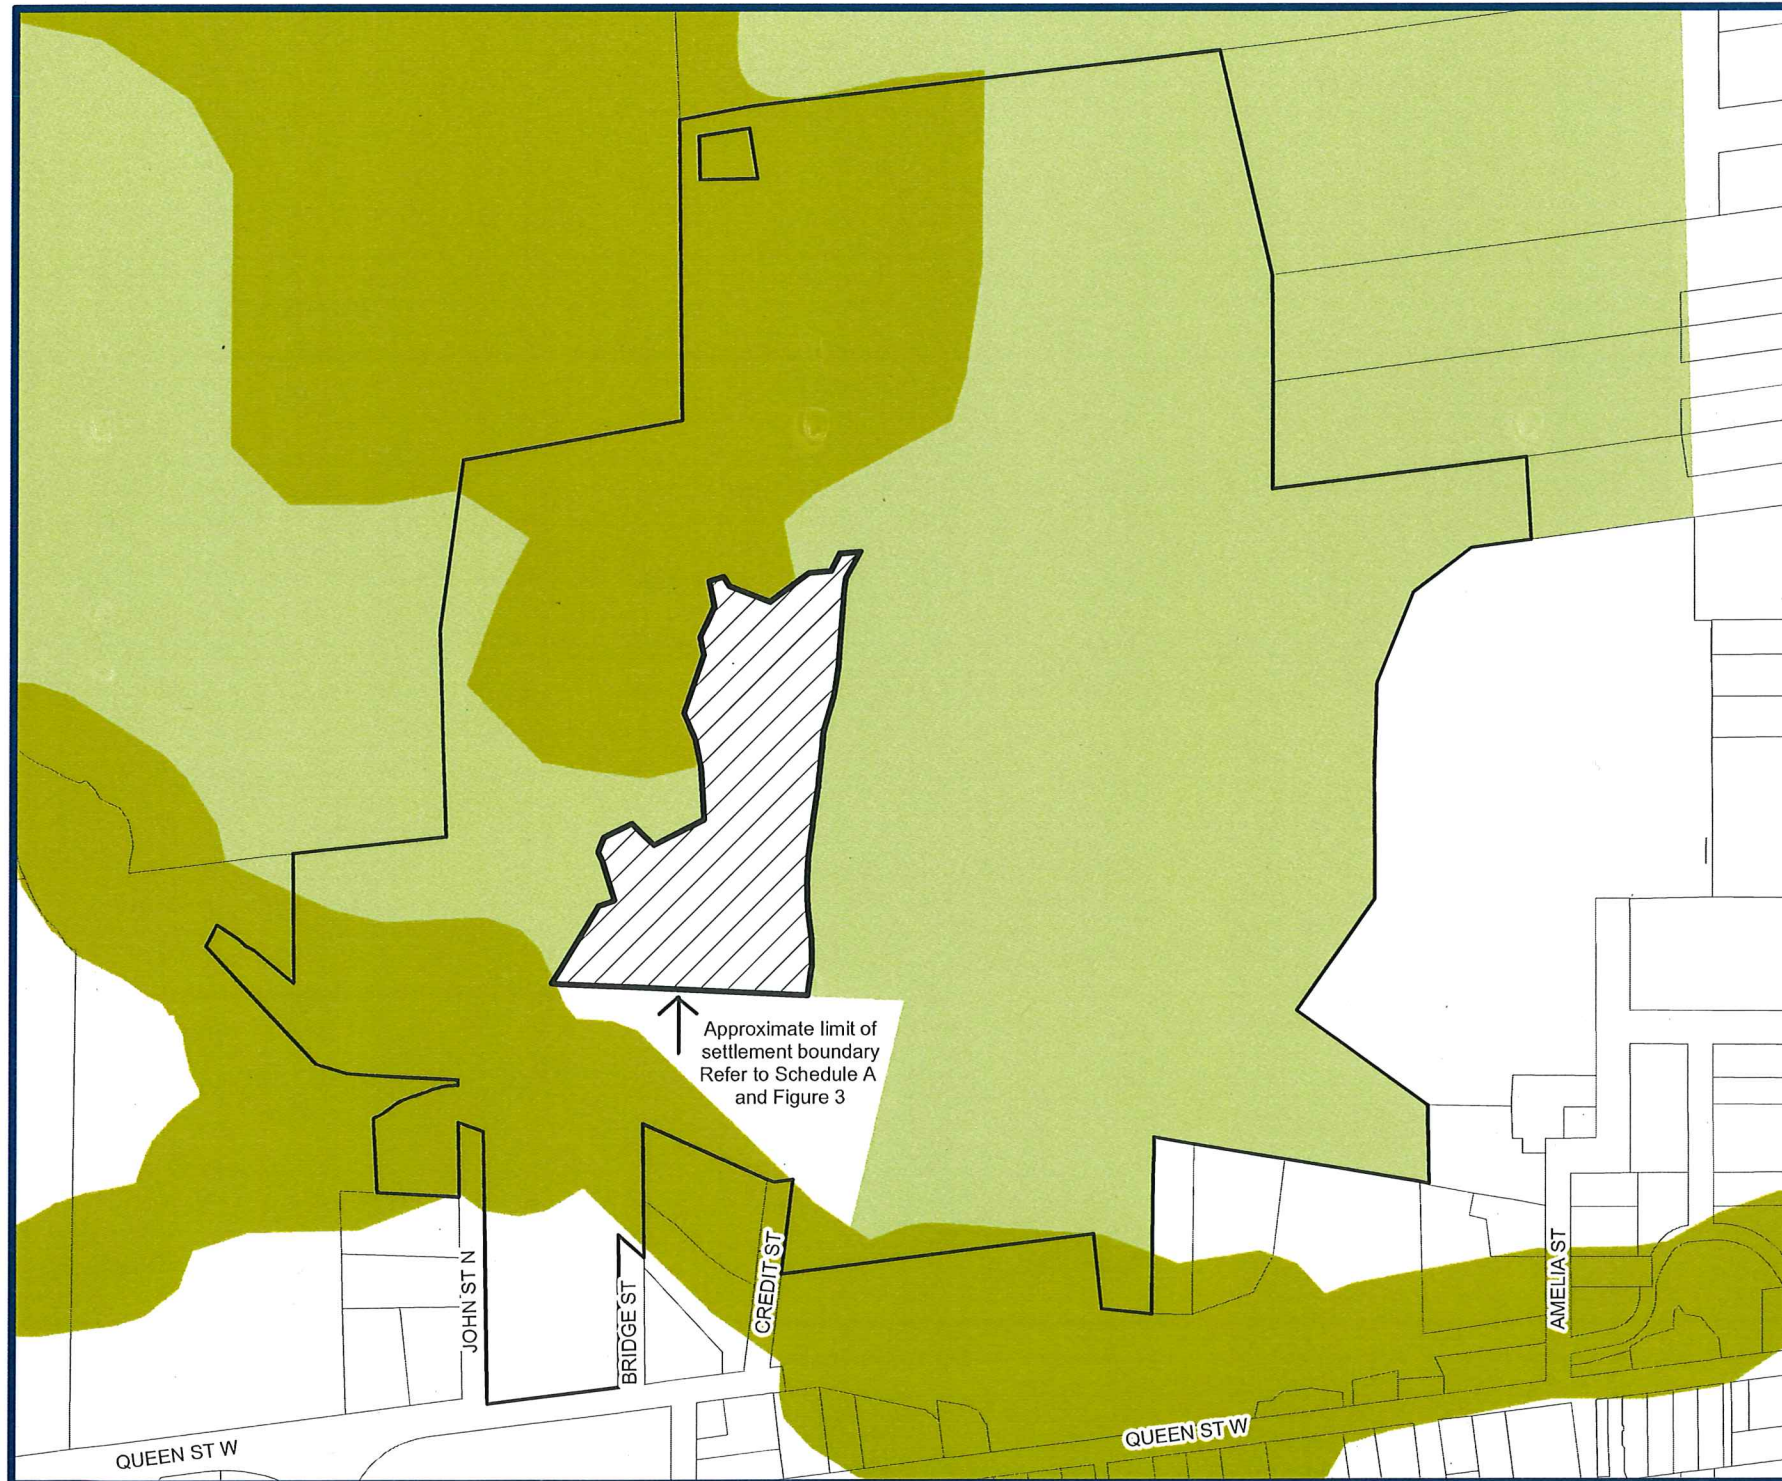 Approximate limit of
settlement boundary
Refer to Schedule A
and Figure 3
JOHN ST N
BRIDGE ST
CREDIT ST
AMELIA ST
QUEEN ST W
QUEEN ST W